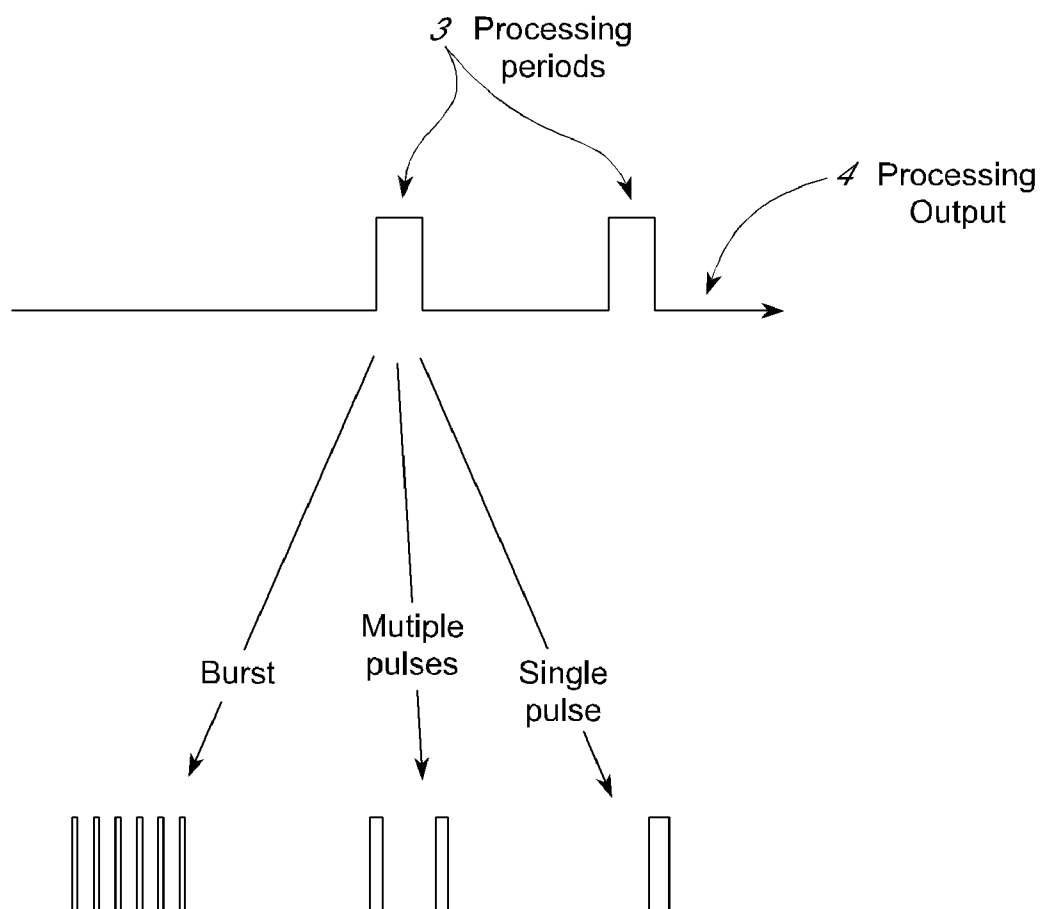 3 Processing
periods
4 Processing
Output
Mutiple
pulses
Burst
Single
pulse